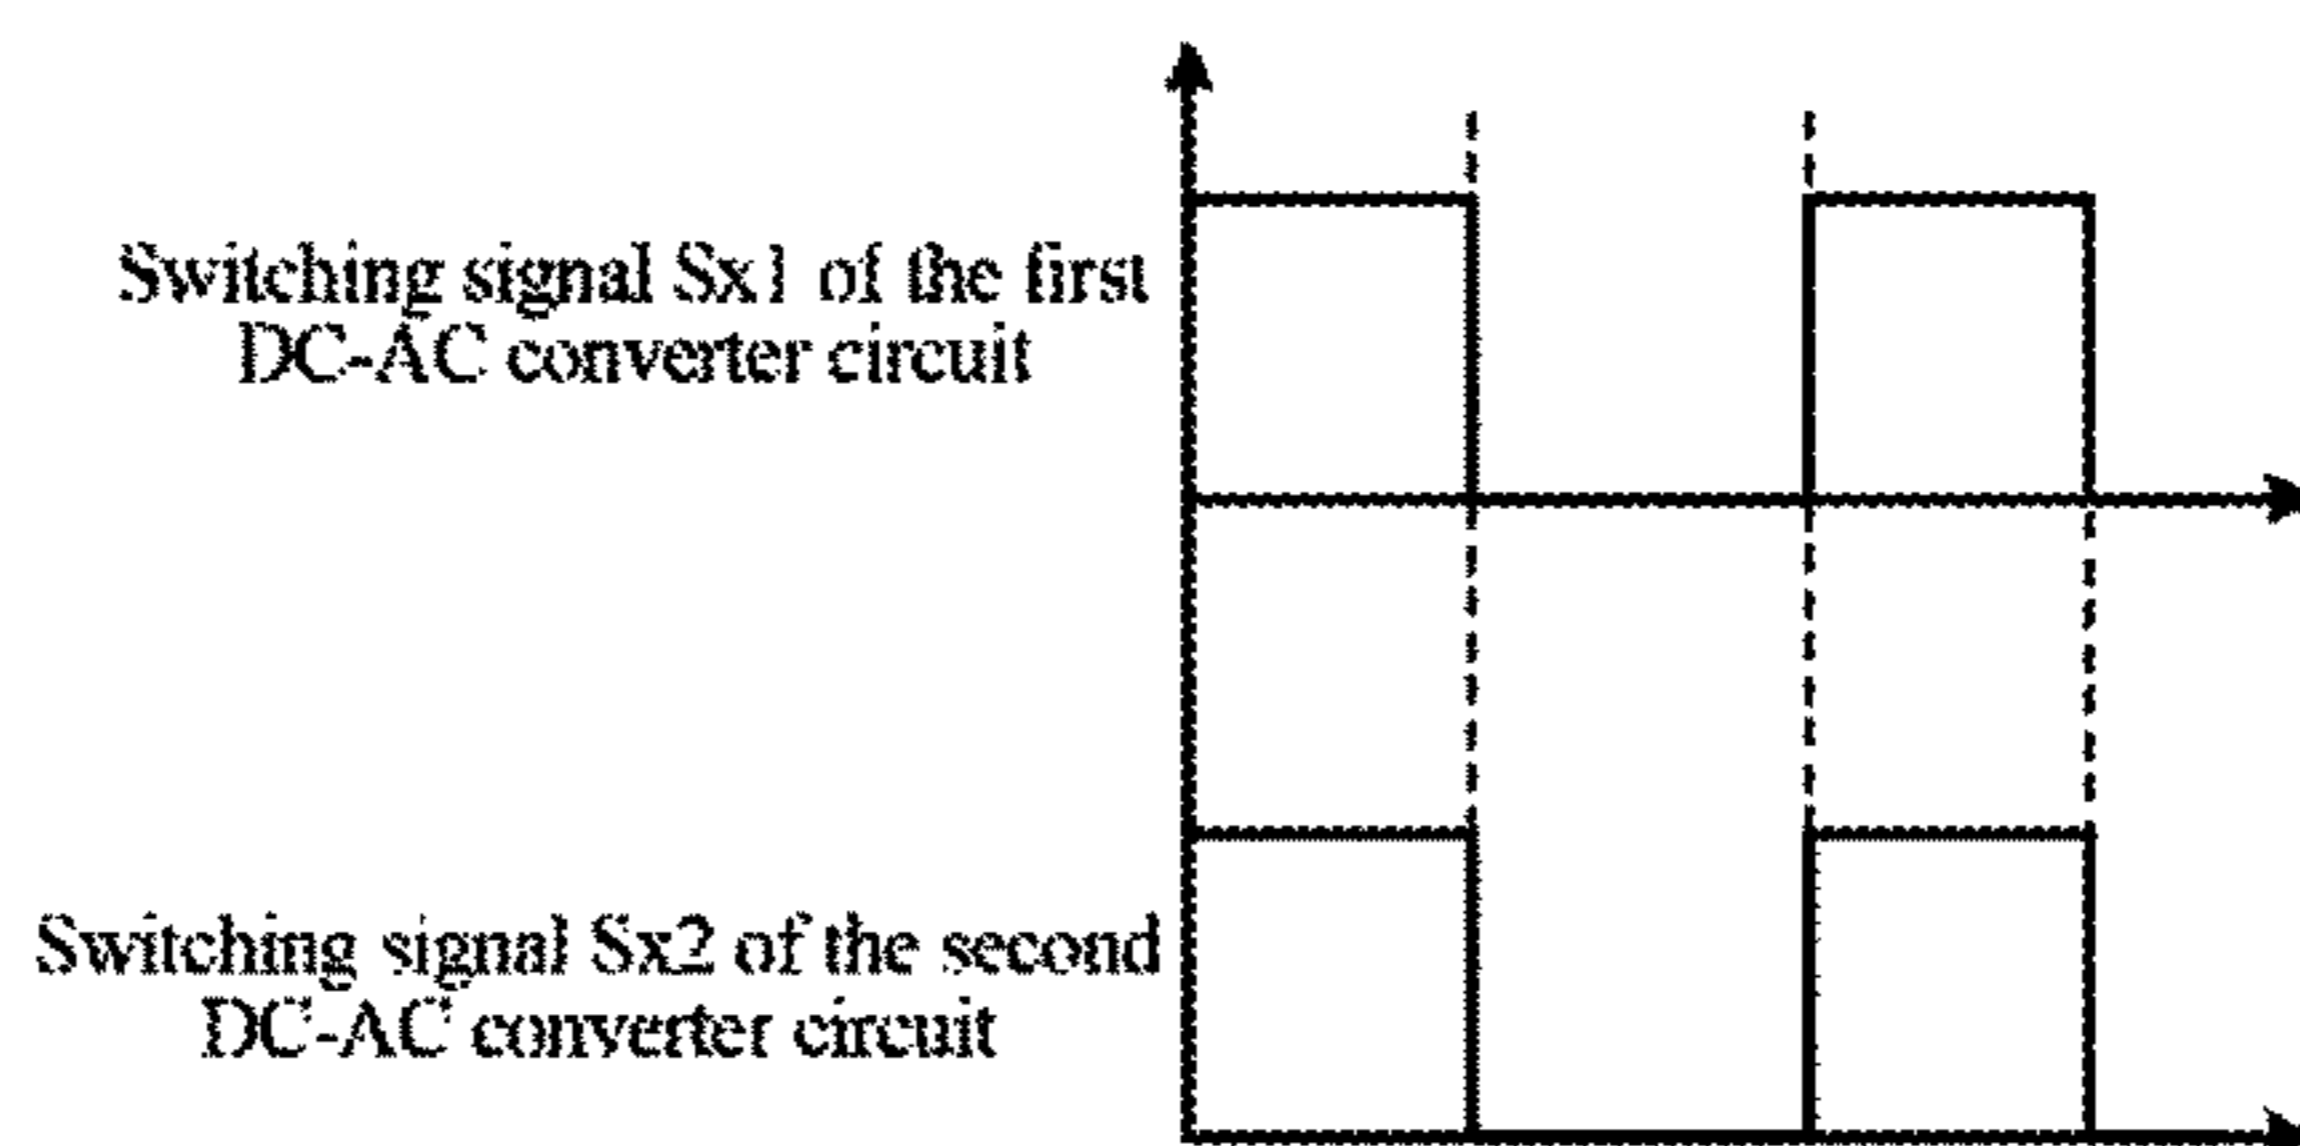 Switching signal Sx1 of the first
DC-AC converter circuit
Switching signal Sx2 of the second
DC-AC converter circuit